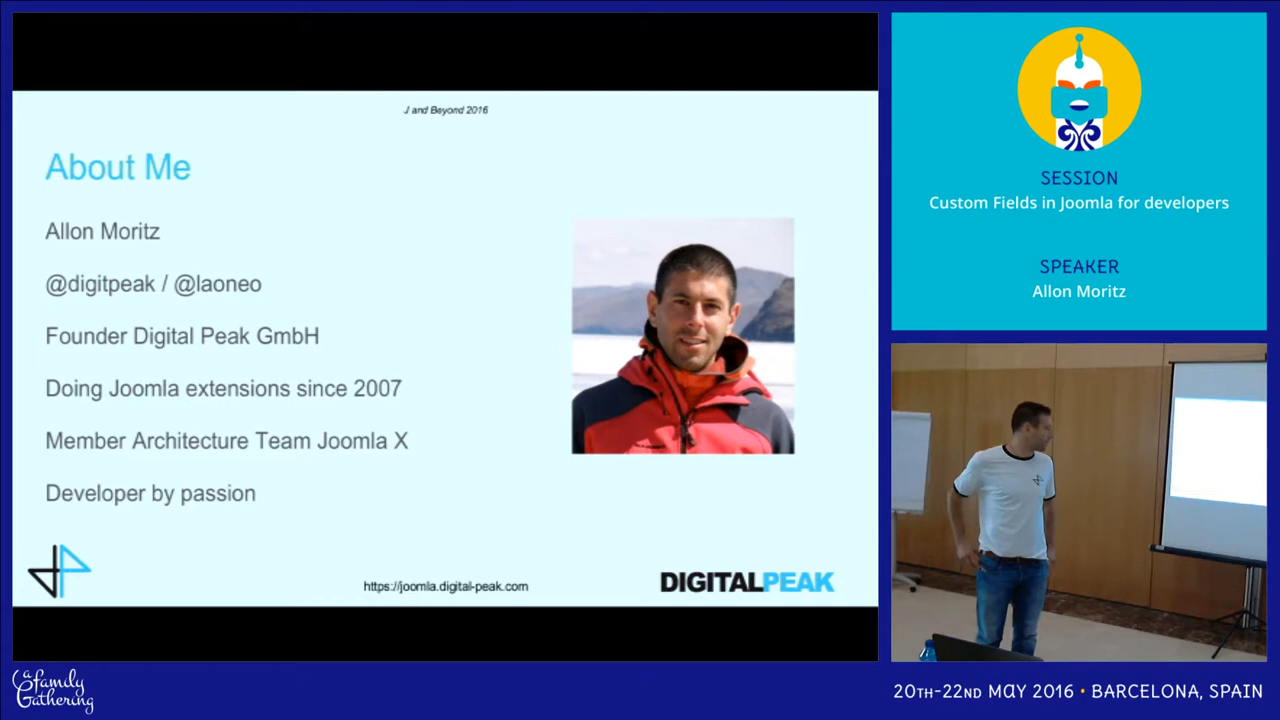 J and Beyond 2016
About Me
Allon Moritz
@digitpeak / @laoneo
Founder Digital Peak GmbH
Doing Joomla extensions since 2007
Member Architecture Team Joomla X
Developer by passion
https://joomla.digital-peak.com
DIGITALPEAK
SESSION
Custom Fields in Joomla for developers
SPEAKER
Allon Moritz
a family
Gathering
20TH-22ND MAY 2016 • BARCELONA, SPAIN